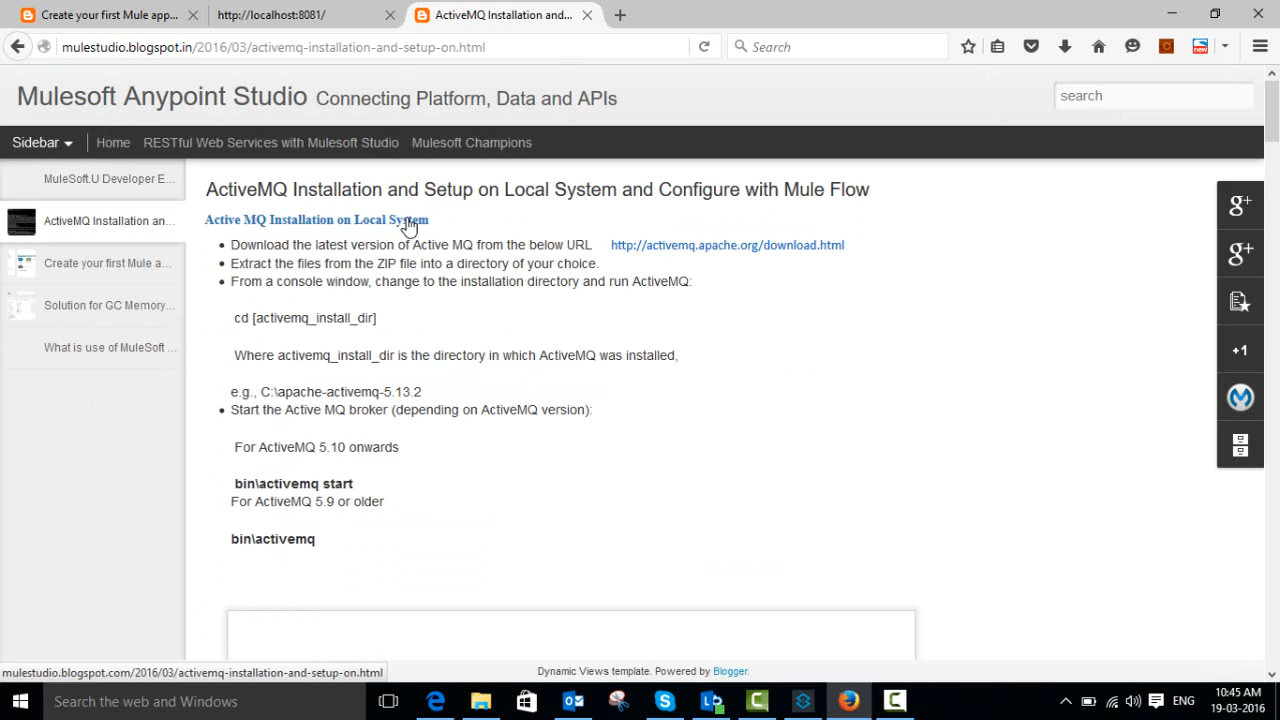 Create your first Mule app...
http://localhost:8081/
ActiveMQ Installation and...
mulestudio.blogspot.in/2016/03/activemq-installation-and-setup-on.html
Search
new
Mulesoft Anypoint Studio Connecting Platform, Data and APIs
search
Sidebar Home RESTful Web Services with Mulesoft Studio Mulesoft Champions
MuleSoft.U Developer E...
ActiveMQ Installation an...
Create your first Mule a...
Solution for GC Memory...
What is use of MuleSoft ...
ActiveMQ Installation and Setup on Local System and Configure with Mule Flow
Active MQ Installation on Local System
• Download the latest version of Active MQ from the below URL http://activemq.apache.org/download.html
• Extract the files from the ZIP file into a directory of your choice.
• From a console window, change to the installation directory and run ActiveMQ:
cd [activemq_install_dir]
Where activemq_install_dir is the directory in which ActiveMQ was installed,
e.g., C:\apache-activemq-5.13.2
• Start the Active MQ broker (depending on ActiveMQ version):
For ActiveMQ 5.10 onwards
bin\activemq start
For ActiveMQ 5.9 or older
bin\activemq
g+
g+
+1
mulestudio.blogspot.com/2016/03/activemq-installation-and-setup-on.html
Dynamic Views template. Powered by Blogger.
Search the web and Windows
ENG
10:45 AM
19-03-2016